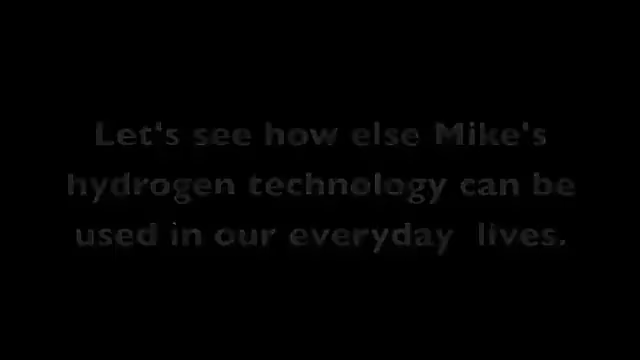 Let's see how else Mike's
hydrogen technology can be
used in our everyday  lives.